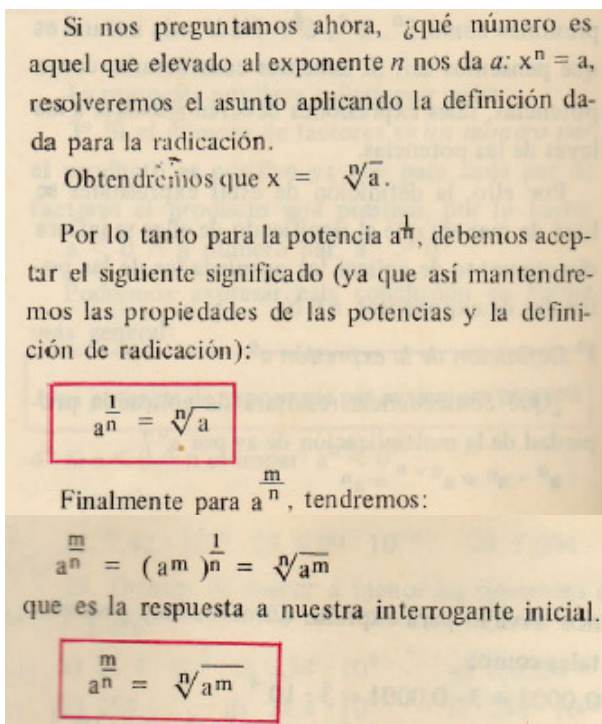 Si nos preguntamos ahora, ¿qué número es
aquel que elevado al exponente n nos da a: xⁿ = a,
resolveremos el asunto aplicando la definición da-
da para la radicación.
Obtendremos que x = ⁿ√a.
Por lo tanto para la potencia a^(1/n), debemos acep-
tar el siguiente significado (ya que así mantendre-
mos las propiedades de las potencias y la defini-
ción de radicación):
a^(1/n) = ⁿ√a
Finalmente para a^(m/n), tendremos:
a^(m/n) = (a^m)^(1/n) = ⁿ√a^m
que es la respuesta a nuestra interrogante inicial.
a^(m/n) = ⁿ√a^m